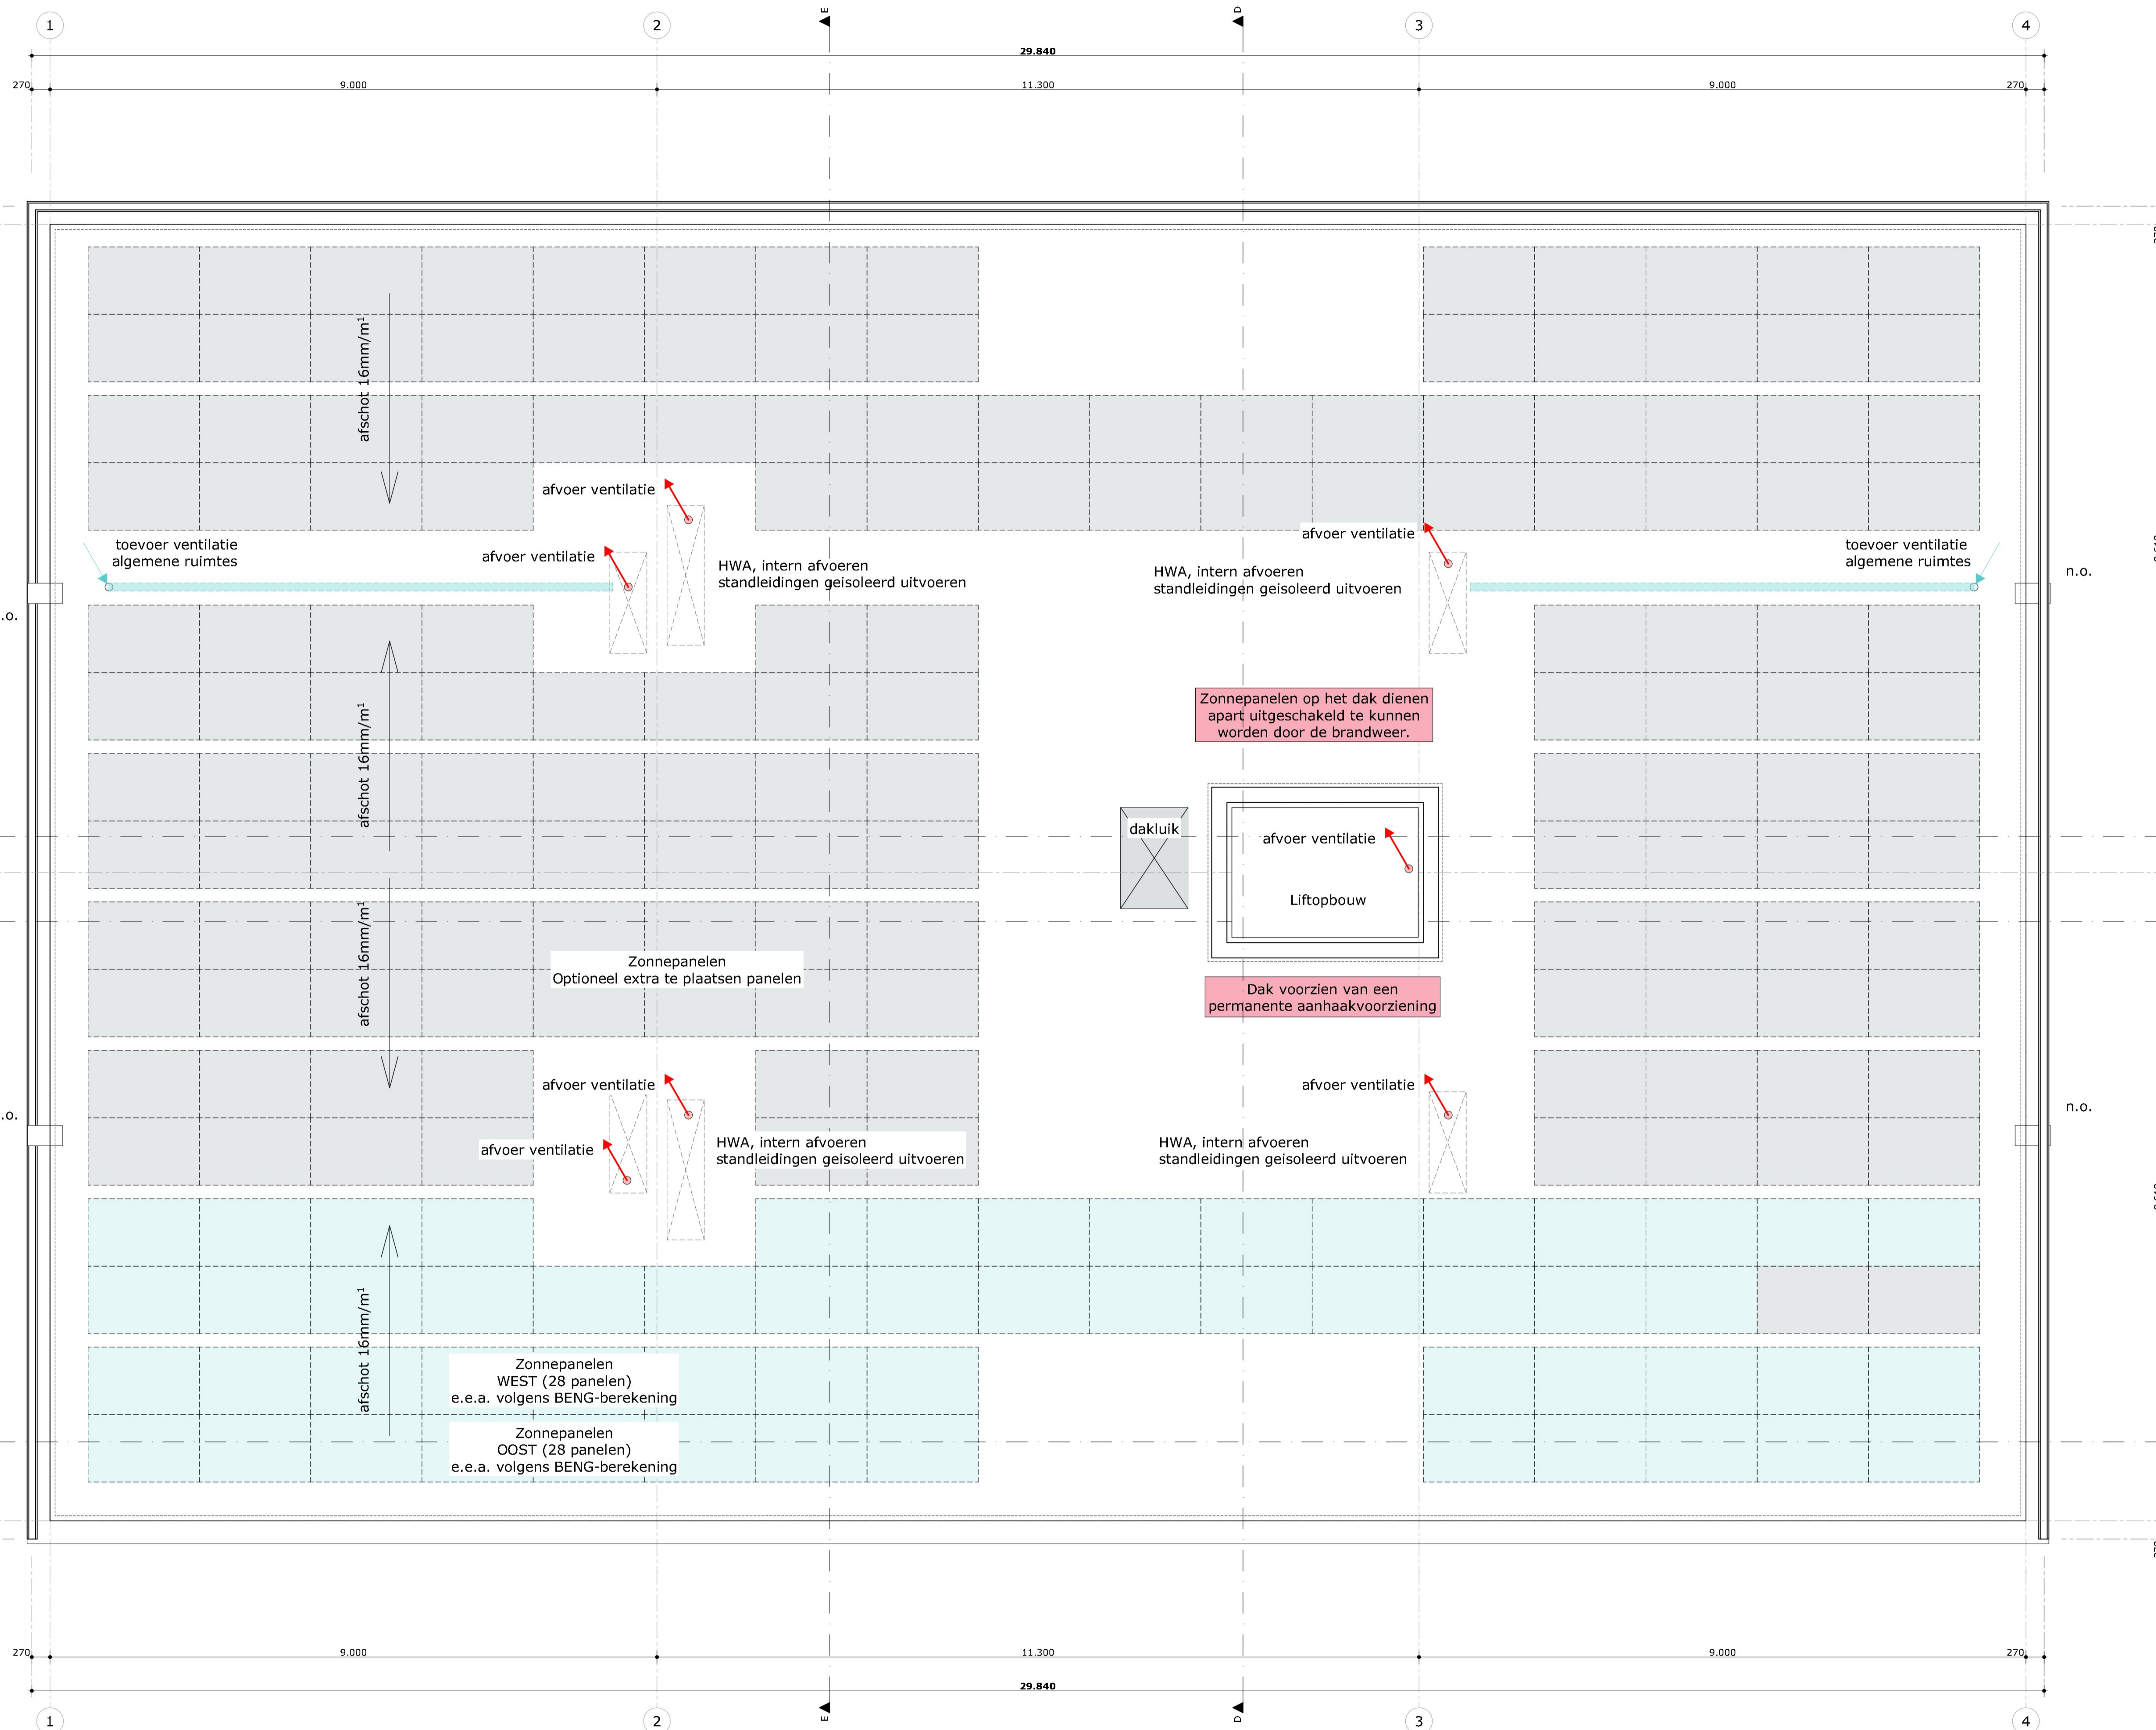 1
2
E
D
3
4
29.840
270
9.000
11.300
9.000
270
afschot 16mm/m¹
afvoer ventilatie
toevoer ventilatie
algemene ruimtes
afvoer ventilatie
HWA, intern afvoeren
standleidingen geisoleerd uitvoeren
afvoer ventilatie
HWA, intern afvoeren
standleidingen geisoleerd uitvoeren
toevoer ventilatie
algemene ruimtes
n.o.
.o.
Zonnepanelen op het dak dienen
apart uitgeschakeld te kunnen
worden door de brandweer.
afschot 16mm/m¹
dakluik
afvoer ventilatie
Liftopbouw
afschot 16mm/m¹
Zonnepanelen
Optioneel extra te plaatsen panelen
Dak voorzien van een
permanente aanhaakvoorziening
afvoer ventilatie
afvoer ventilatie
HWA, intern afvoeren
standleidingen geisoleerd uitvoeren
afvoer ventilatie
HWA, intern afvoeren
standleidingen geisoleerd uitvoeren
.o.
n.o.
afschot 16mm/m¹
Zonnepanelen
WEST (28 panelen)
e.e.a. volgens BENG-berekening
Zonnepanelen
OOST (28 panelen)
e.e.a. volgens BENG-berekening
270
9.000
11.300
9.000
270
29.840
1
2
E
D
3
4